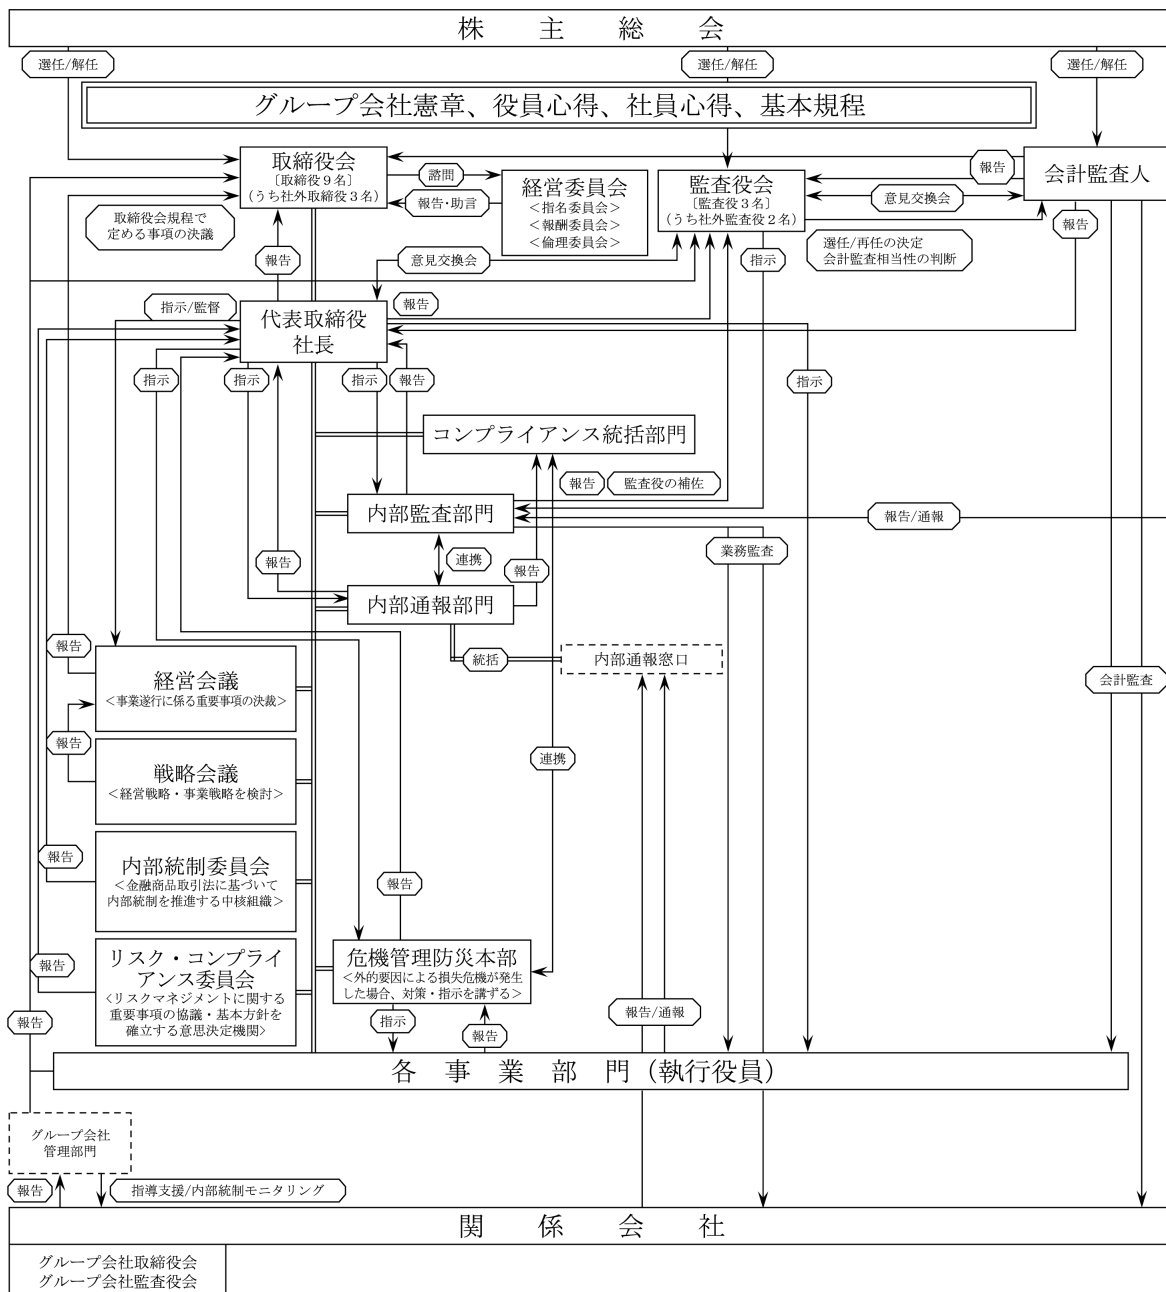 株主総会
選任/解任
選任/解任
選任/解任
グループ会社憲章、役員心得、社員心得、基本規程
取締役会
〔取締役9名〕
（うち社外取締役3名）
諮問
報告・助言
経営委員会
＜指名委員会＞
＜報酬委員会＞
＜倫理委員会＞
監査役会
〔監査役3名〕
（うち社外監査役2名）
報告
会計監査人
意見交換会
取締役会規程で
定める事項の決議
報告
意見交換会
指示
選任/再任の決定
会計監査相当性の判断
報告
指示/監督
代表取締役
社長
報告
指示
指示
指示
報告
指示
コンプライアンス統括部門
報告
監査役の補佐
内部監査部門
報告/通報
業務監査
報告
連携
報告
内部通報部門
報告
統括
内部通報窓口
経営会議
＜事業遂行に係る重要事項の決裁＞
会計監査
報告
戦略会議
＜経営戦略・事業戦略を検討＞
連携
報告
内部統制委員会
＜金融商品取引法に基づいて
内部統制を推進する中核組織＞
報告
報告
リスク・コンプライ
アンス委員会
＜リスクマネジメントに関する
重要事項の協議・基本方針を
確立する意思決定機関＞
危機管理防災本部
＜外的要因による損失危機が発生
した場合、対策・指示を講ずる＞
報告
指示
報告
報告/通報
各事業部門（執行役員）
グループ会社
管理部門
報告
指導支援/内部統制モニタリング
関係会社
グループ会社取締役会
グループ会社監査役会